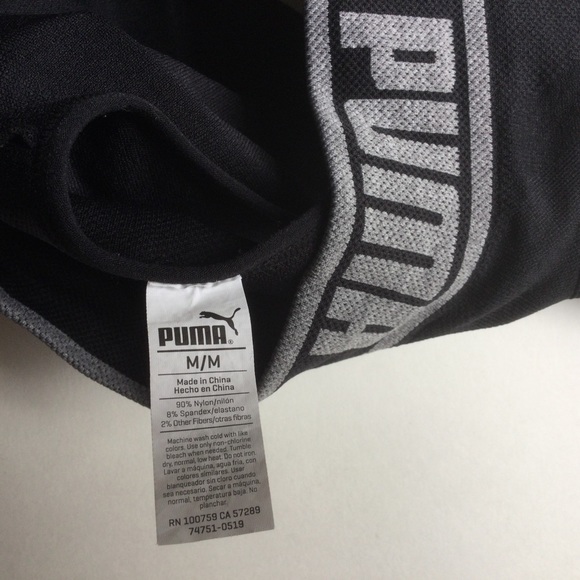 PUMA
PUMA®
M/M
Made in China
Hecho en China
90% Nylon/nilón
8% Spandex/elastano
2% Other Fibers/otras fibras
Machine wash cold with like
colors. Use only non-chlorine
bleach when needed. Tumble
dry, normal, low heat. Do not iron.
Lavar a máquina, agua fria, con
colores similares. Usar
blanqueador sin cloro cuando
sea necesario. Secar a máquina,
normal, temperatura baja. No
planchar.
RN 100759 CA 57289
74751-0519